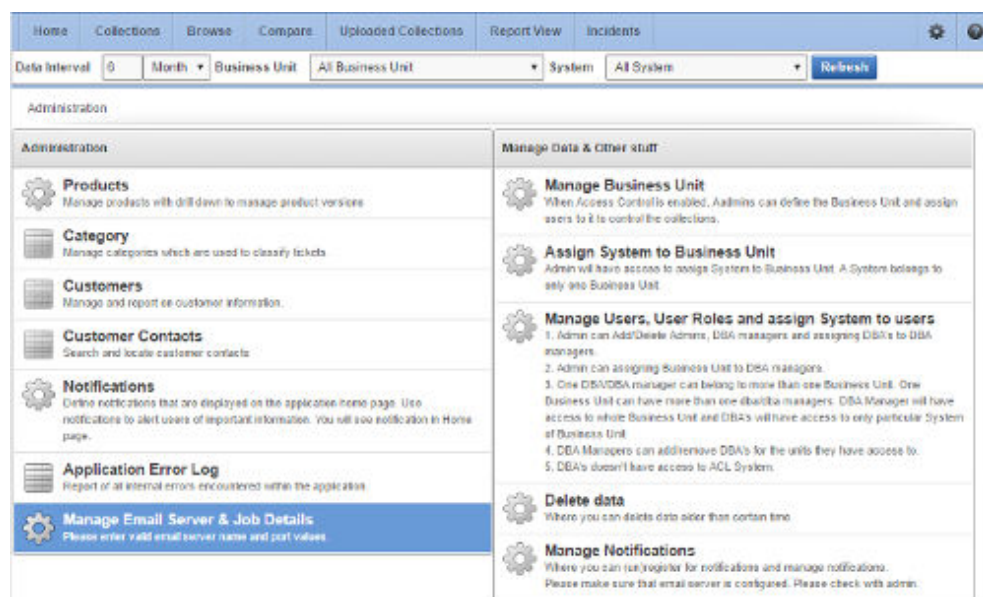 Home Collections Browse Compare Uploaded Collections Report View Incidents
Data Interval 6 Month Business Unit All Business Unit System All System Refresh
Administration
Administration
Products
Manage products with drill down to manage product versions
Category
Manage categories which are used to classify tickets
Customers
Manage and report on customer information.
Customer Contacts
Search and locate customer contacts
Notifications
Define notifications that are displayed on the application home page. Use
notifications to alert users of important information. You will see notification in Home
page.
Application Error Log
Report of all internal errors encountered within the application.
Manage Email Server & Job Details
Please enter valid email server name and port values.
Manage Data & Other stuff
Manage Business Unit
When Access Control is enabled, Aadmins can define the Business Unit and assign
users to it to control the collections.
Assign System to Business Unit
Admin will have access to assign System to Business Unit. A System belongs to
only one Business Unit
Manage Users, User Roles and assign System to users
1. Admin can Add/Delete Admins, DBA managers and assigning DBA's to DBA
managers.
2. Admin can assigning Business Unit to DBA managers.
3. One DBA/DBA manager can belong to more than one Business Unit. One
Business Unit can have more than one dba/dba managers. DBA Manager will have
access to whole Business Unit and DBA'S will have access to only particular System
of Business Unit
4. DBA Managers can add/remove DBA's for the units they have access to.
5. DBA's doesn't have access to ACL System.
Delete data
Where you can delete data older than certain time
Manage Notifications
Where you can (un)register for notifications and manage notifications.
Please make sure that email server is configured. Please check with admin.